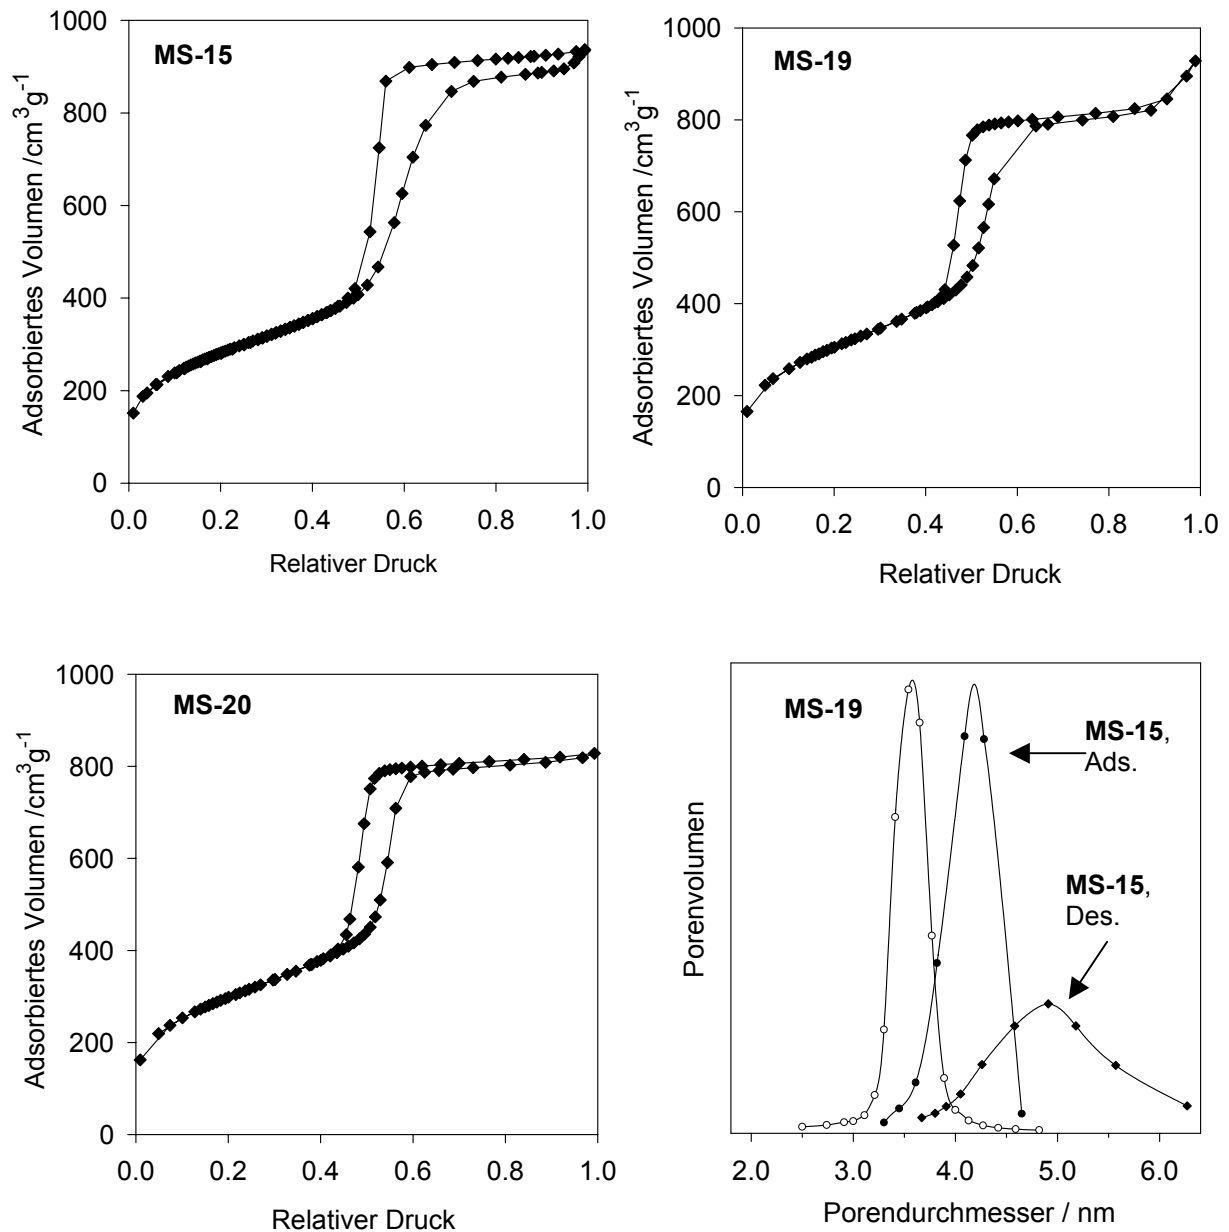 MS-15
Adsorbiertes Volumen /cm³g⁻¹
1000
800
600
400
200
0
0.0 0.2 0.4 0.6 0.8 1.0
Relativer Druck
MS-19
Adsorbiertes Volumen /cm³g⁻¹
1000
800
600
400
200
0
0.0 0.2 0.4 0.6 0.8 1.0
Relativer Druck
MS-20
Adsorbiertes Volumen /cm³g⁻¹
1000
800
600
400
200
0
0.0 0.2 0.4 0.6 0.8 1.0
Relativer Druck
MS-19
MS-15,
Ads.
MS-15,
Des.
Porenvolumen
2.0 3.0 4.0 5.0 6.0
Porendurchmesser / nm